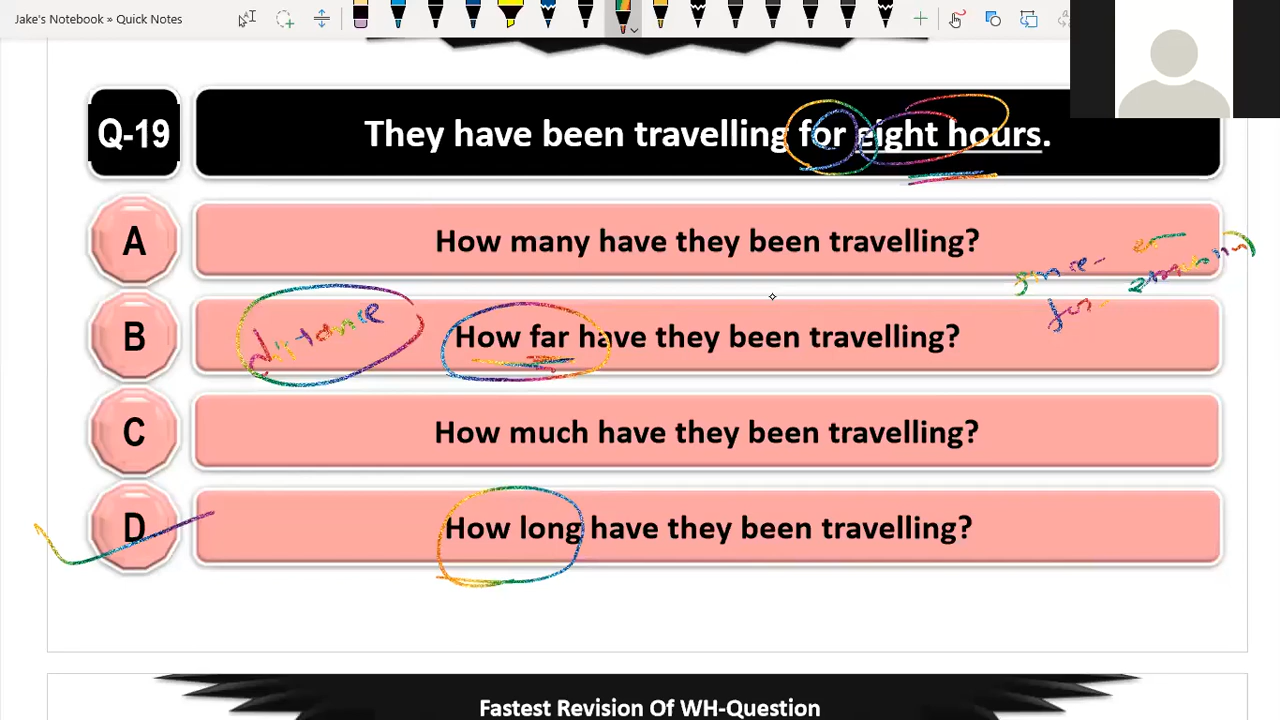 Jake's Notebook » Quick Notes
Q-19
They have been travelling for eight hours.
A
How many have they been travelling?
since-
for-
B
distance
How far have they been travelling?
C
How much have they been travelling?
D
How long have they been travelling?
Fastest Revision Of WH-Question